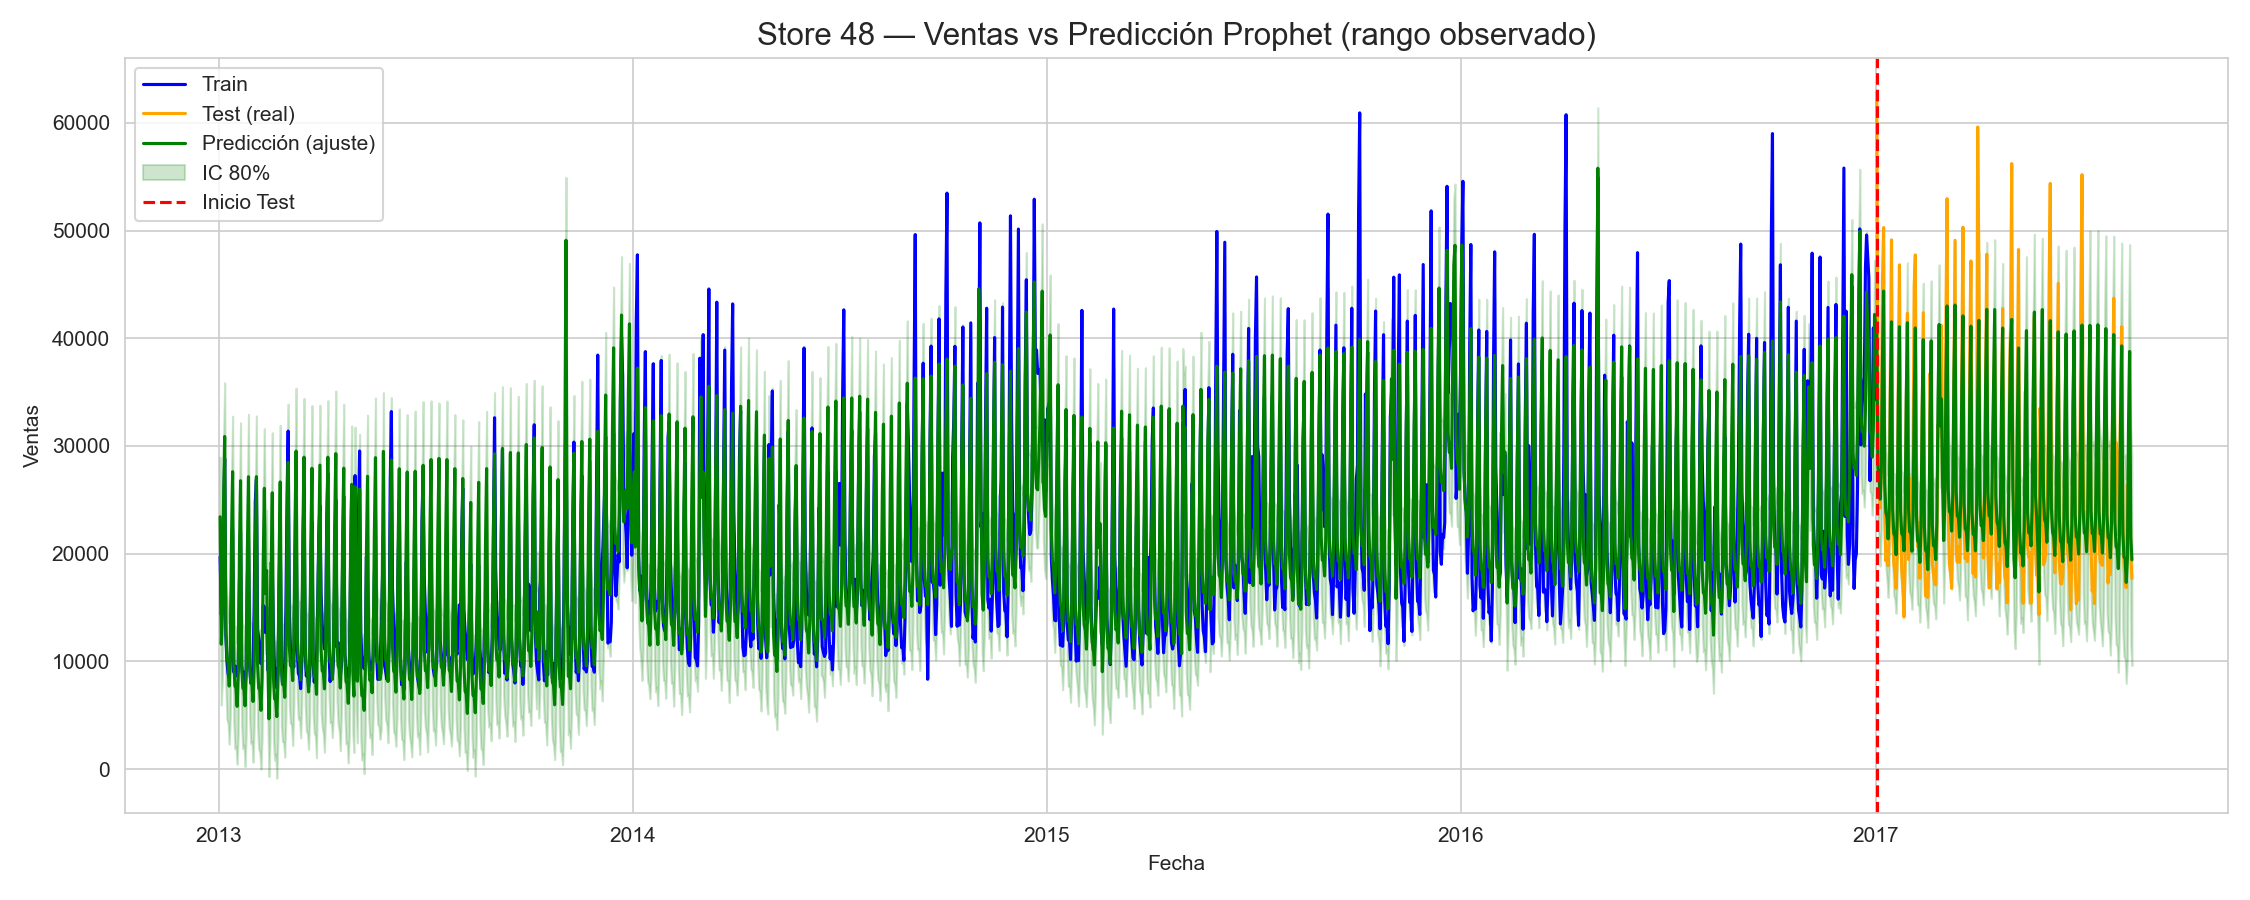 Store 48 — Ventas vs Predicción Prophet (rango observado)
Train
Test (real)
Predicción (ajuste)
IC 80%
Inicio Test
Ventas
60000
50000
40000
30000
20000
10000
0
2013
2014
2015
2016
2017
Fecha